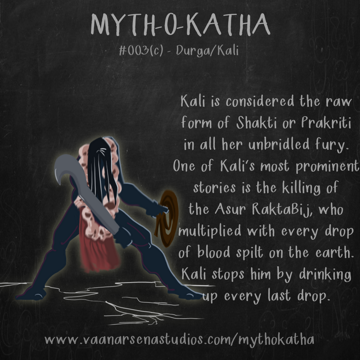 MYTH-O-KATHA
#003(c) - Durga/Kali
Kali is considered the raw
form of Shakti or Prakriti
in all her unbridled fury.
One of Kali's most prominent
stories is the killing of
the Asur RaktaBij, who
multiplied with every drop
of blood spilt on the earth.
Kali stops him by drinking
up every last drop.
www.vaanarsenastudios.com/mythokatha